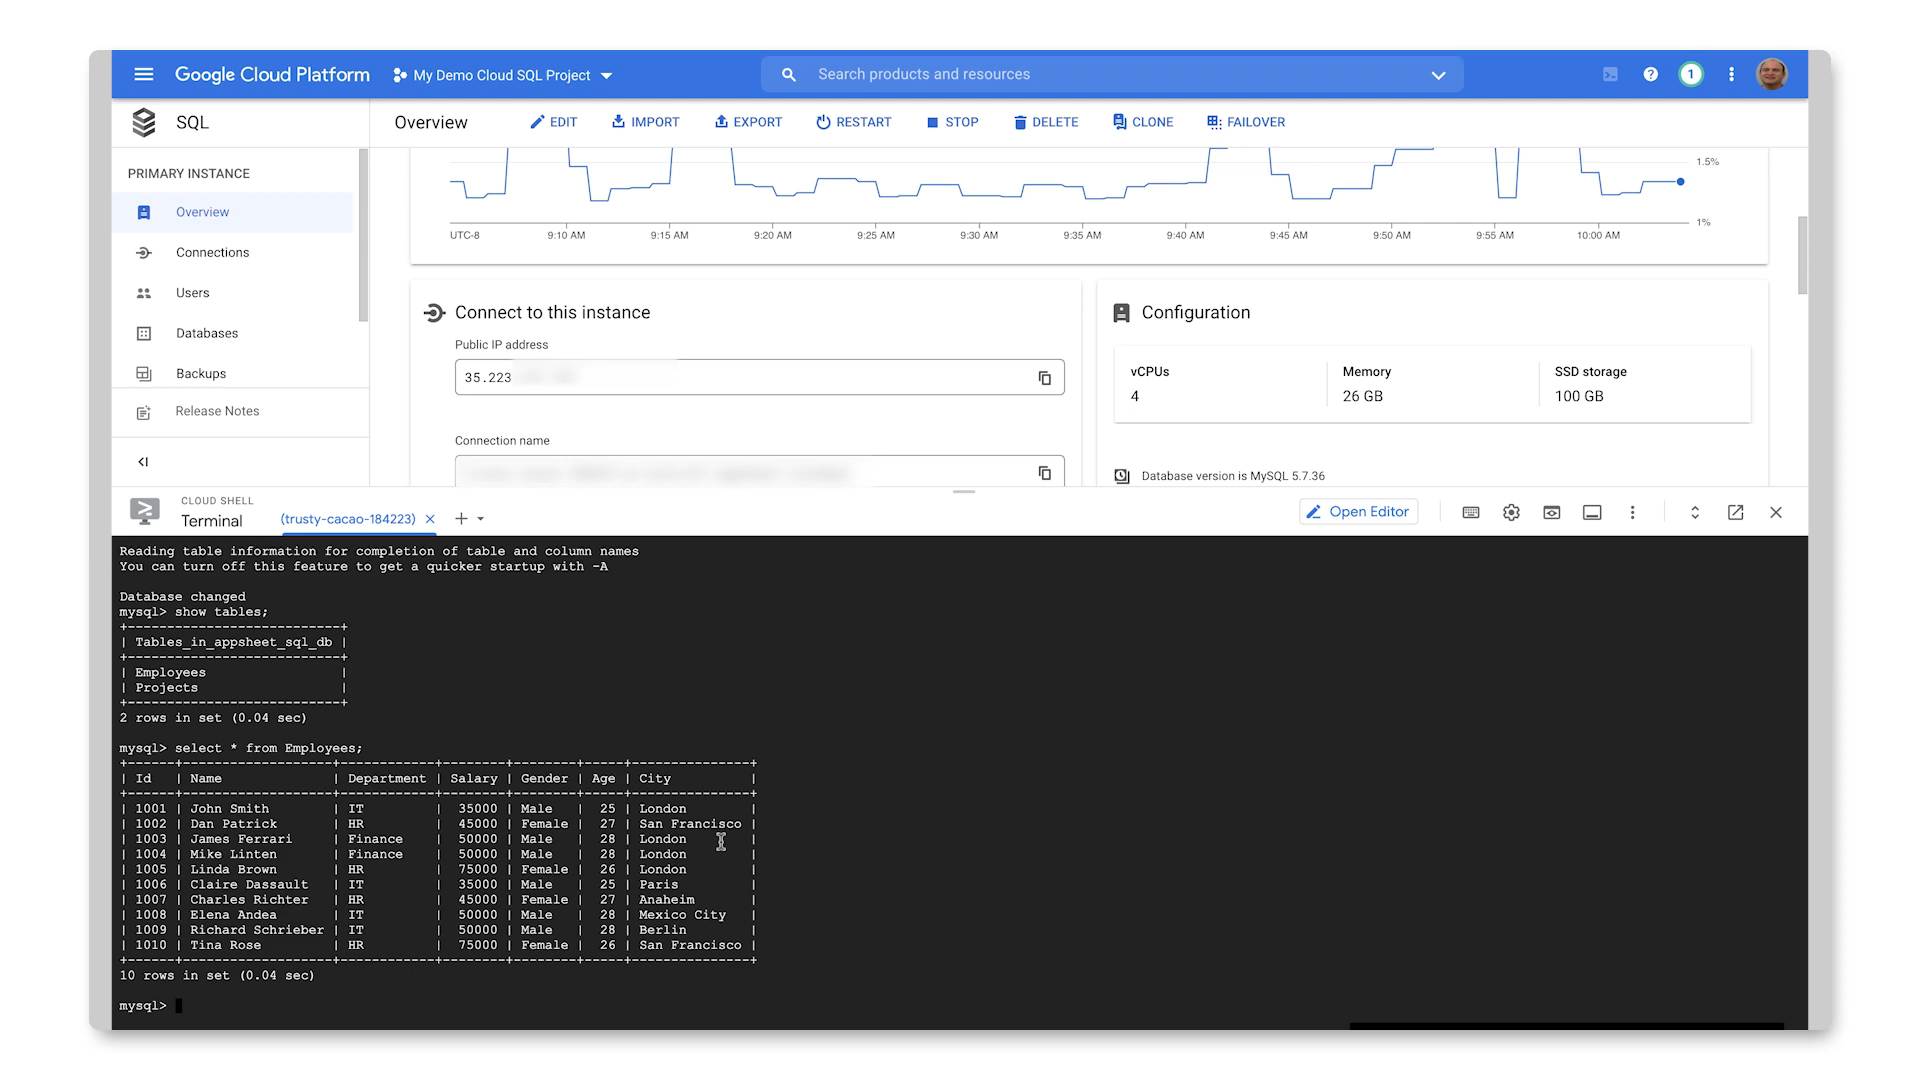 Google Cloud Platform My Demo Cloud SQL Project Search products and resources 1
SQL Overview EDIT IMPORT EXPORT RESTART STOP DELETE CLONE FAILOVER
PRIMARY INSTANCE
Overview
Connections
Users
Databases
Backups
Release Notes
1.5%
1%
UTC-8 9:10 AM 9:15 AM 9:20 AM 9:25 AM 9:30 AM 9:35 AM 9:40 AM 9:45 AM 9:50 AM 9:55 AM 10:00 AM
Connect to this instance
Public IP address
35.223
Connection name
Configuration
vCPUs Memory SSD storage
4 26 GB 100 GB
Database version is MySQL 5.7.36
CLOUD SHELL
Terminal (trusty-cacao-184223) Open Editor
Reading table information for completion of table and column names
You can turn off this feature to get a quicker startup with -A
Database changed
mysql> show tables;
+---------------------------+
| Tables_in_appsheet_sql_db |
+---------------------------+
| Employees                 |
| Projects                  |
+---------------------------+
2 rows in set (0.04 sec)
mysql> select * from Employees;
+------+-------------------+------------+--------+--------+-----+---------------+
| Id   | Name              | Department | Salary | Gender | Age | City          |
+------+-------------------+------------+--------+--------+-----+---------------+
| 1001 | John Smith        | IT         |  35000 | Male   |  25 | London        |
| 1002 | Dan Patrick       | HR         |  45000 | Female |  27 | San Francisco |
| 1003 | James Ferrari     | Finance    |  50000 | Male   |  28 | London        |
| 1004 | Mike Linten       | Finance    |  50000 | Male   |  28 | London        |
| 1005 | Linda Brown       | HR         |  75000 | Female |  26 | London        |
| 1006 | Claire Dassault   | IT         |  35000 | Male   |  25 | Paris         |
| 1007 | Charles Richter   | HR         |  45000 | Female |  27 | Anaheim       |
| 1008 | Elena Andea       | IT         |  50000 | Male   |  28 | Mexico City   |
| 1009 | Richard Schrieber | IT         |  50000 | Male   |  28 | Berlin        |
| 1010 | Tina Rose         | HR         |  75000 | Female |  26 | San Francisco |
+------+-------------------+------------+--------+--------+-----+---------------+
10 rows in set (0.04 sec)
mysql>